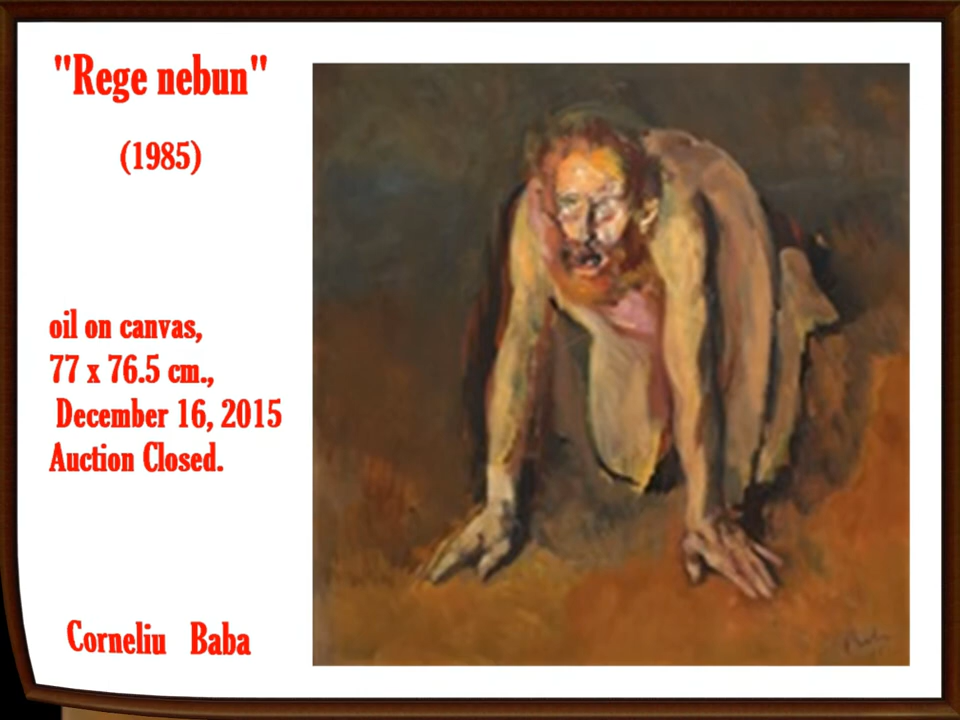 "Rege nebun"
(1985)
oil on canvas,
77 x 76.5 cm.,
December 16, 2015
Auction Closed.
Corneliu Baba